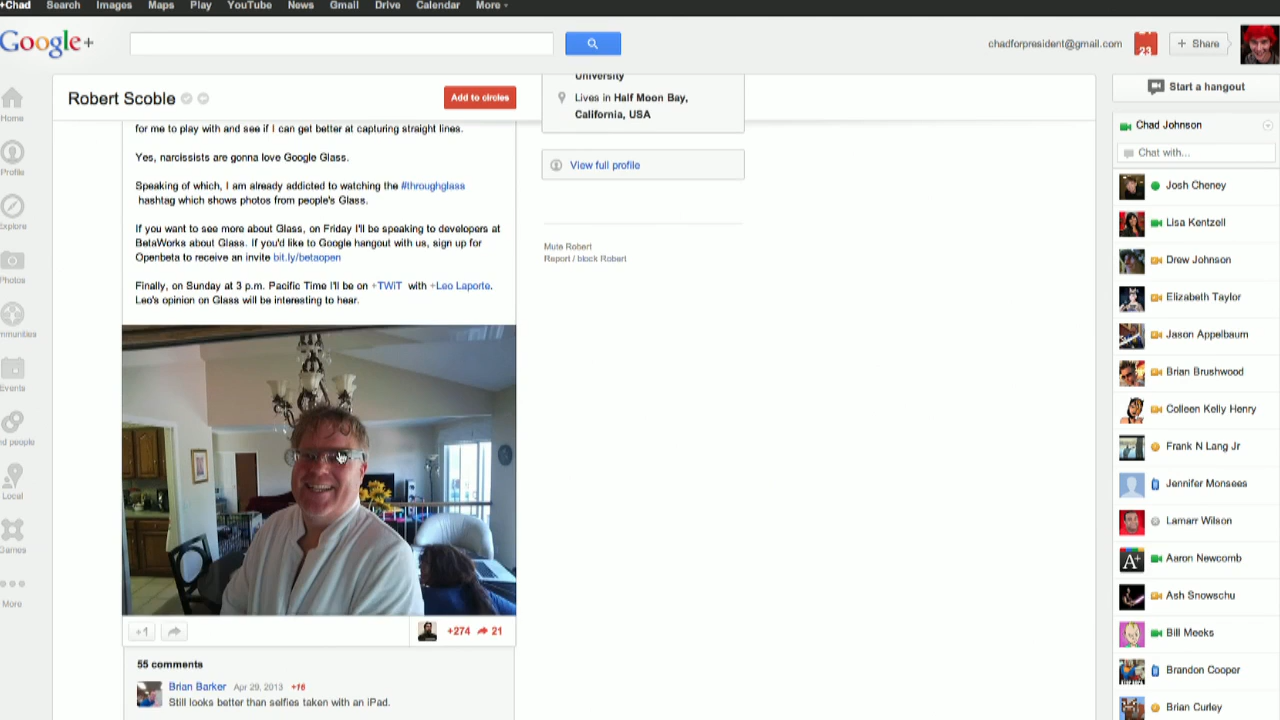 +Chad Search Images Maps Play YouTube News Gmail Drive Calendar More
Google+
chadforpresident@gmail.com
23
+ Share
Robert Scoble
Add to circles
University
Lives in Half Moon Bay,
California, USA
View full profile
Mute Robert
Report / block Robert
for me to play with and see if I can get better at capturing straight lines.
Yes, narcissists are gonna love Google Glass.
Speaking of which, I am already addicted to watching the #throughglass
hashtag which shows photos from people's Glass.
If you want to see more about Glass, on Friday I'll be speaking to developers at
BetaWorks about Glass. If you'd like to Google hangout with us, sign up for
Openbeta to receive an invite bit.ly/betaopen
Finally, on Sunday at 3 p.m. Pacific Time I'll be on +TWiT with +Leo Laporte.
Leo's opinion on Glass will be interesting to hear.
+1
+274
21
55 comments
Brian Barker Apr 29, 2013 +16
Still looks better than selfies taken with an iPad.
Home
Profile
Explore
Photos
mmunities
Events
d people
Local
Games
More
Start a hangout
Chad Johnson
Chat with...
Josh Cheney
Lisa Kentzell
Drew Johnson
Elizabeth Taylor
Jason Appelbaum
Brian Brushwood
Colleen Kelly Henry
Frank N Lang Jr
Jennifer Monsees
Lamarr Wilson
A+
Aaron Newcomb
Ash Snowschu
Bill Meeks
Brandon Cooper
Brian Curley